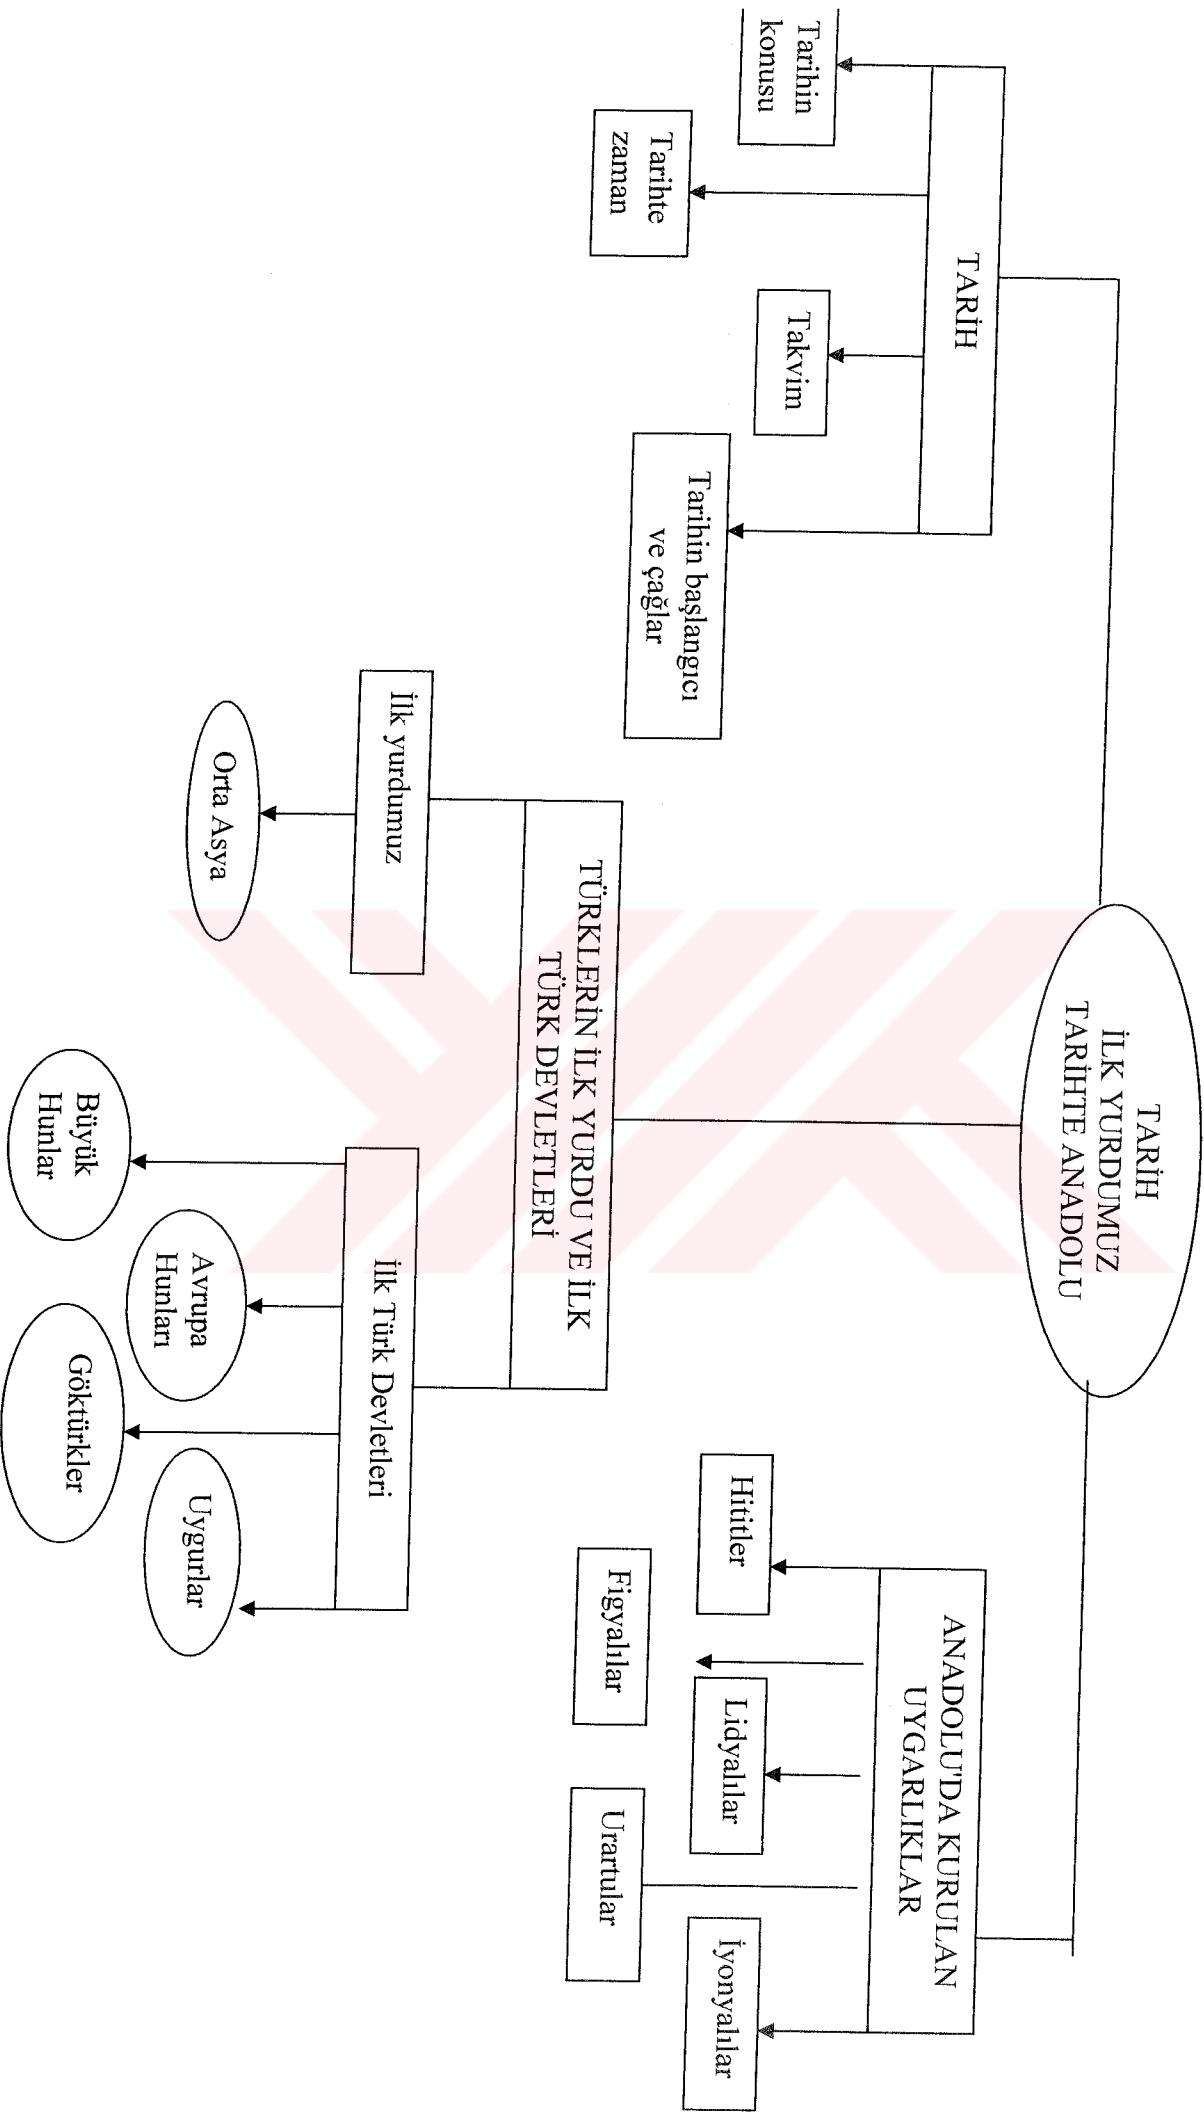 TARİH
İLK YURDUMUZ
TARİHTE ANADOLU
TARİH
Tarihin
konusu
Tarihte
zaman
Takvim
Tarihin başlangıcı
ve çağlar
TÜRKLERİN İLK YURDU VE İLK
TÜRK DEVLETLERİ
İlk yurdumuz
Orta Asya
İlk Türk Devletleri
Büyük
Hunlar
Avrupa
Hunları
Göktürkler
Uygurlar
ANADOLU'DA KURULAN
UYGARLIKLAR
Hititler
Figyalılar
Lidyalılar
Urartular
İyonyalılar